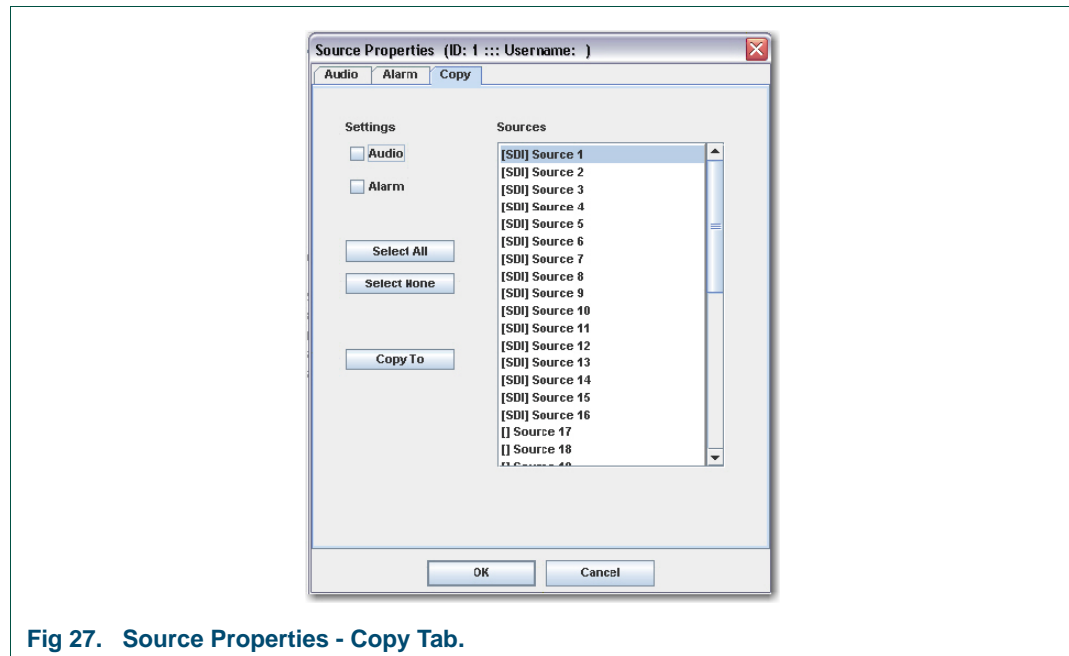 Source Properties (ID: 1 ::: Username: )
Audio Alarm Copy
Settings
Audio
Alarm
Select All
Select None
Copy To
Sources
[SDI] Source 1
[SDI] Source 2
[SDI] Source 3
[SDI] Source 4
[SDI] Source 5
[SDI] Source 6
[SDI] Source 7
[SDI] Source 8
[SDI] Source 9
[SDI] Source 10
[SDI] Source 11
[SDI] Source 12
[SDI] Source 13
[SDI] Source 14
[SDI] Source 15
[SDI] Source 16
[] Source 17
[] Source 18
OK Cancel
Fig 27. Source Properties - Copy Tab.